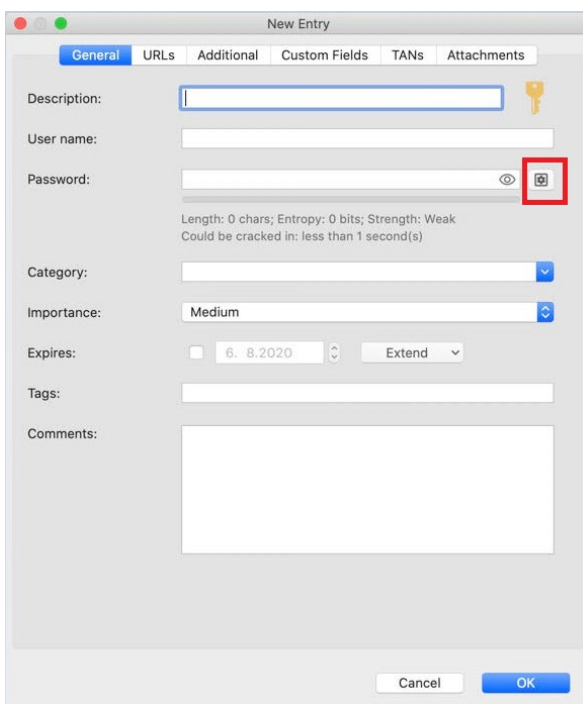 New Entry
General URLs Additional Custom Fields TANs Attachments
Description:
User name:
Password:
Length: 0 chars; Entropy: 0 bits; Strength: Weak
Could be cracked in: less than 1 second(s)
Category:
Importance: Medium
Expires: 6. 8.2020 Extend
Tags:
Comments:
Cancel OK